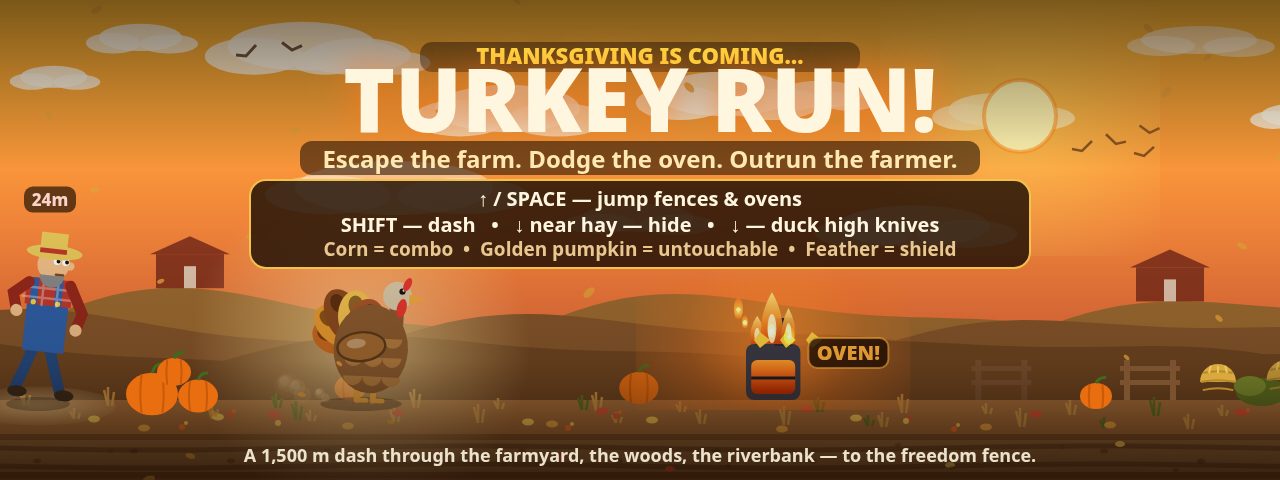 THANKSGIVING IS COMING...
TURKEY RUN!
Escape the farm. Dodge the oven. Outrun the farmer.
↑ / SPACE — jump fences & ovens
SHIFT — dash • ↓ near hay — hide • ↓ — duck high knives
Corn = combo • Golden pumpkin = untouchable • Feather = shield
24m
OVEN!
A 1,500 m dash through the farmyard, the woods, the riverbank — to the freedom fence.